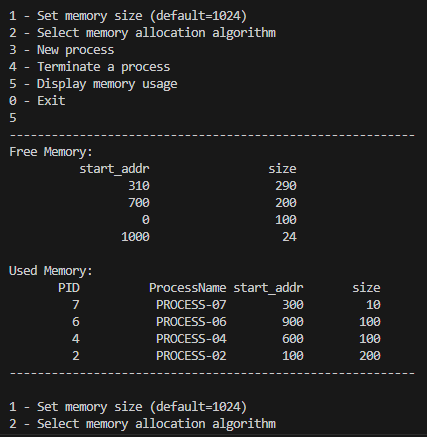 1 - Set memory size (default=1024)
2 - Select memory allocation algorithm
3 - New process
4 - Terminate a process
5 - Display memory usage
0 - Exit
5
----------------------------------------------------------
Free Memory:
          start_addr                 size
                 310                  290
                 700                  200
                   0                  100
                1000                   24
Used Memory:
       PID          ProcessName start_addr       size
         7           PROCESS-07        300         10
         6           PROCESS-06        900        100
         4           PROCESS-04        600        100
         2           PROCESS-02        100        200
----------------------------------------------------------
1 - Set memory size (default=1024)
2 - Select memory allocation algorithm